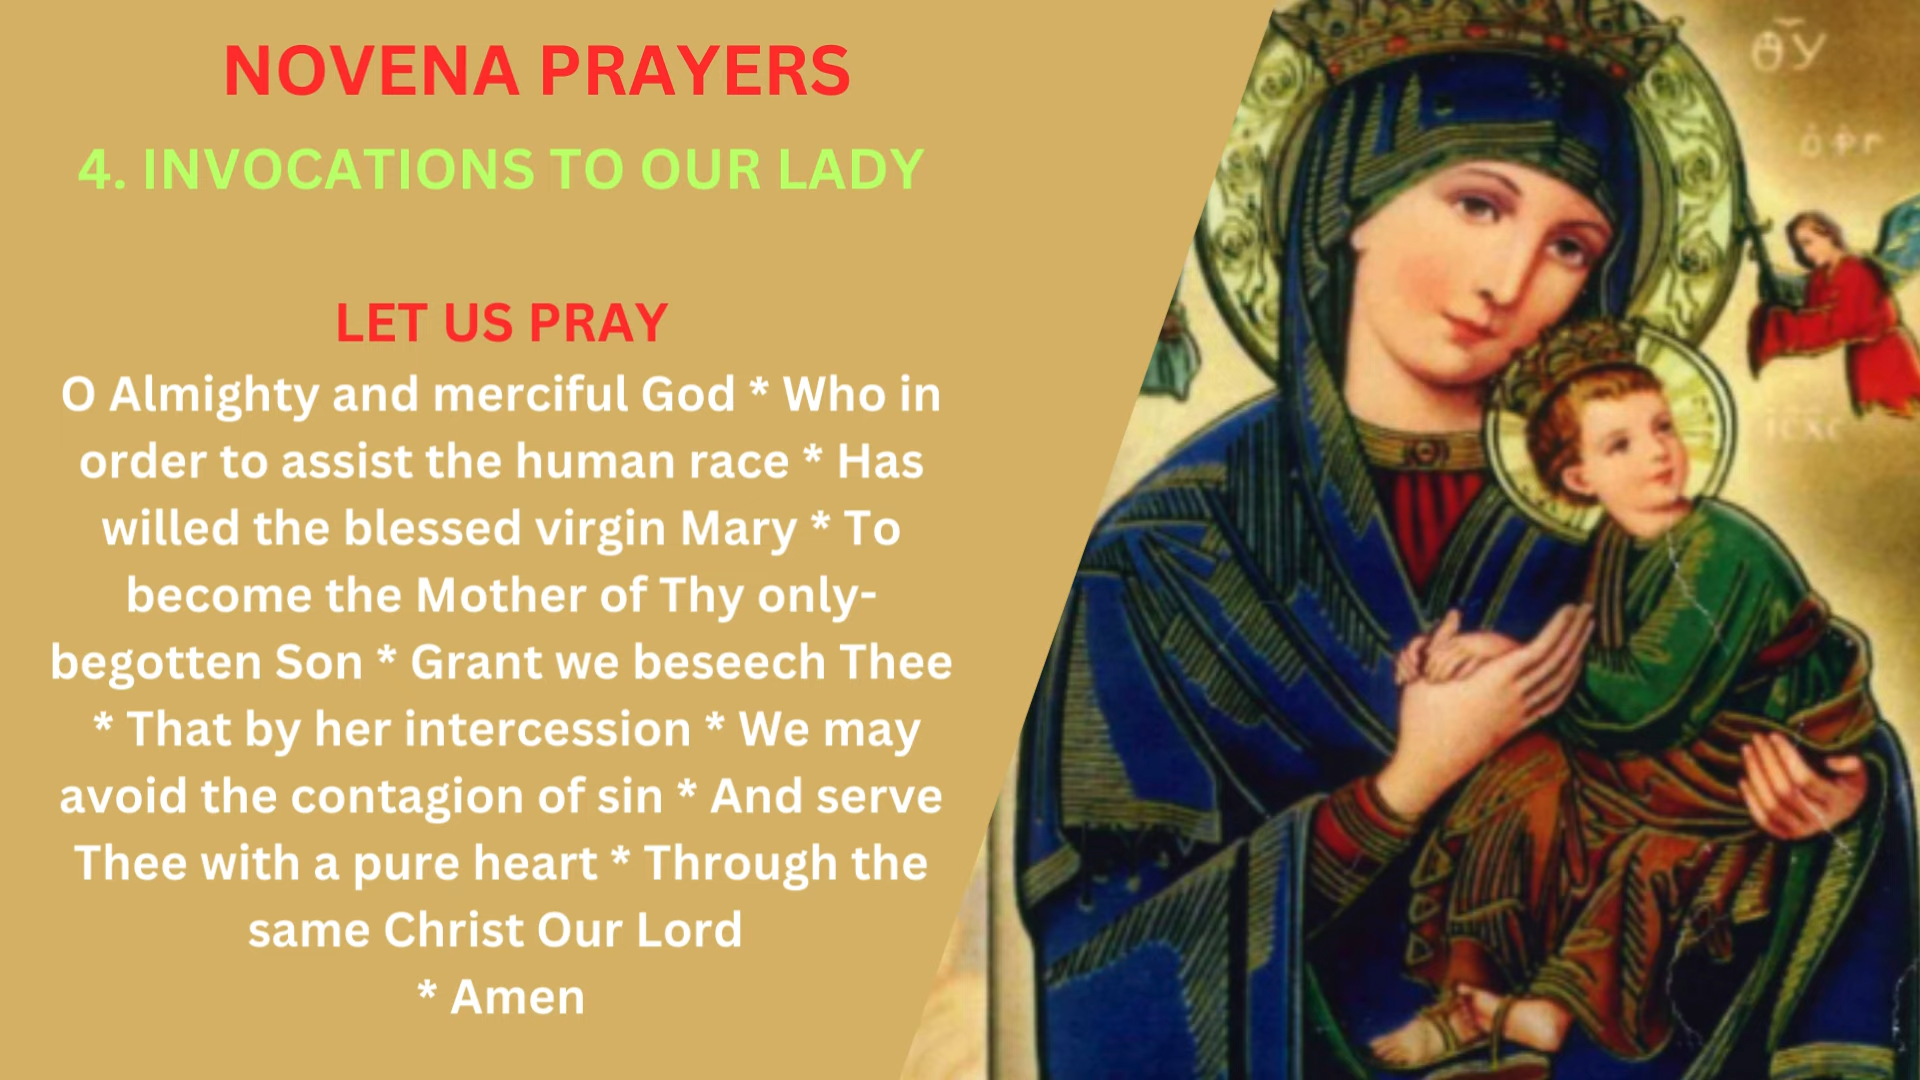 NOVENA PRAYERS
4. INVOCATIONS TO OUR LADY
LET US PRAY
O Almighty and merciful God * Who in
order to assist the human race * Has
willed the blessed virgin Mary * To
become the Mother of Thy only-
begotten Son * Grant we beseech Thee
* That by her intercession * We may
avoid the contagion of sin * And serve
Thee with a pure heart * Through the
same Christ Our Lord
* Amen